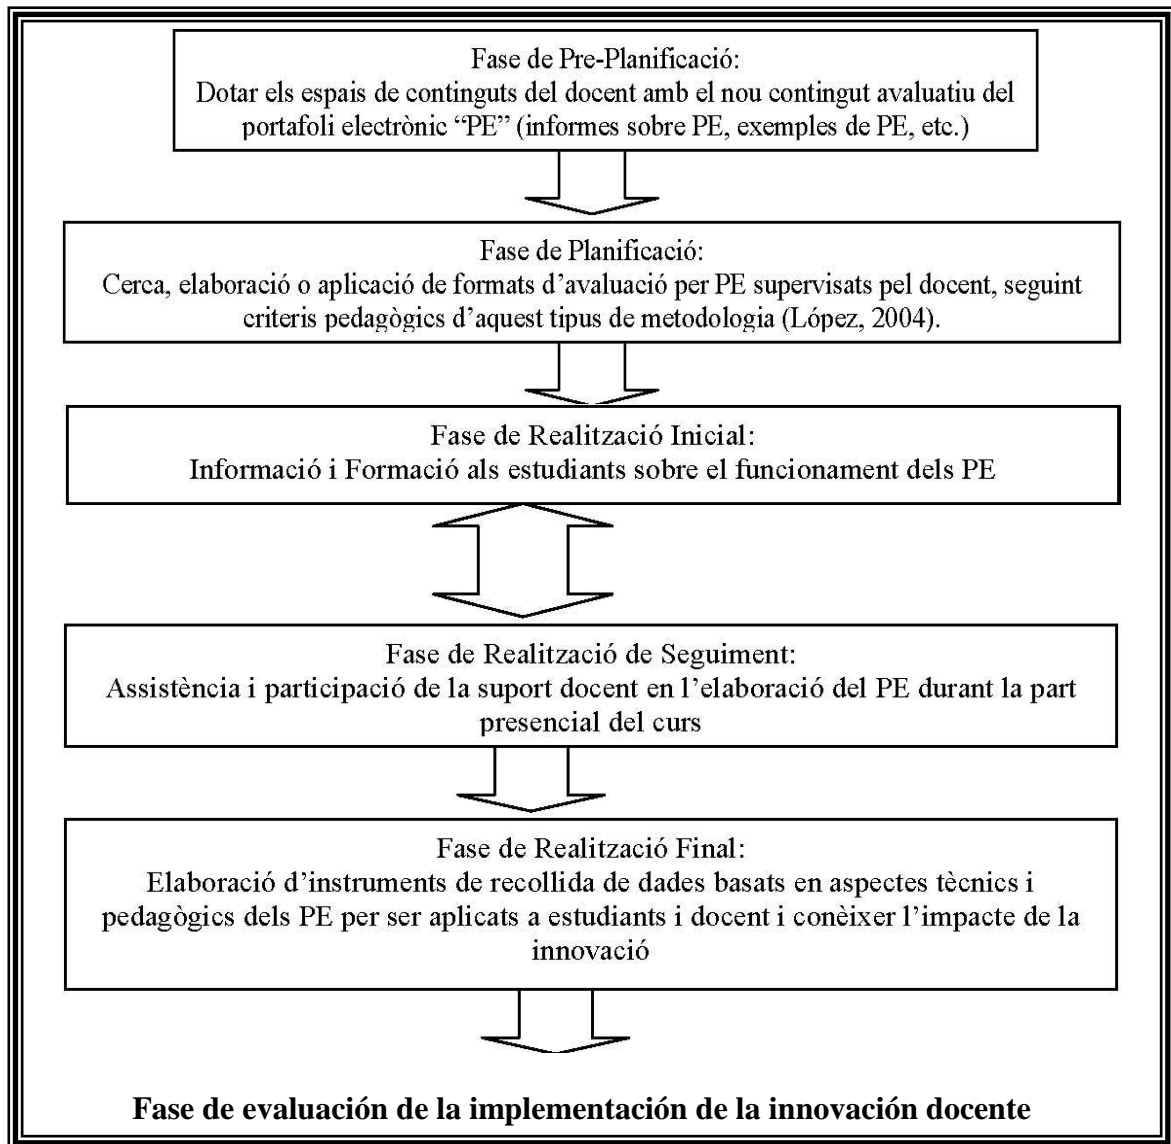 Fase de Pre-Planificació:
Dotar els espais de continguts del docent amb el nou contingut avaluatiu del
portafoli electrònic “PE” (informes sobre PE, exemples de PE, etc.)
Fase de Planificació:
Cerca, elaboració o aplicació de formats d’avaluació per PE supervisats pel docent, seguint
criteris pedagògics d’aquest tipus de metodologia (López, 2004).
Fase de Realització Inicial:
Informació i Formació als estudiants sobre el funcionament dels PE
Fase de Realització de Seguiment:
Assistència i participació de la suport docent en l’elaboració del PE durant la part
presencial del curs
Fase de Realització Final:
Elaboració d’instruments de recollida de dades basats en aspectes tècnics i
pedagògics dels PE per ser aplicats a estudiants i docent i conèixer l’impacte de la
innovació
Fase de evaluación de la implementación de la innovación docente